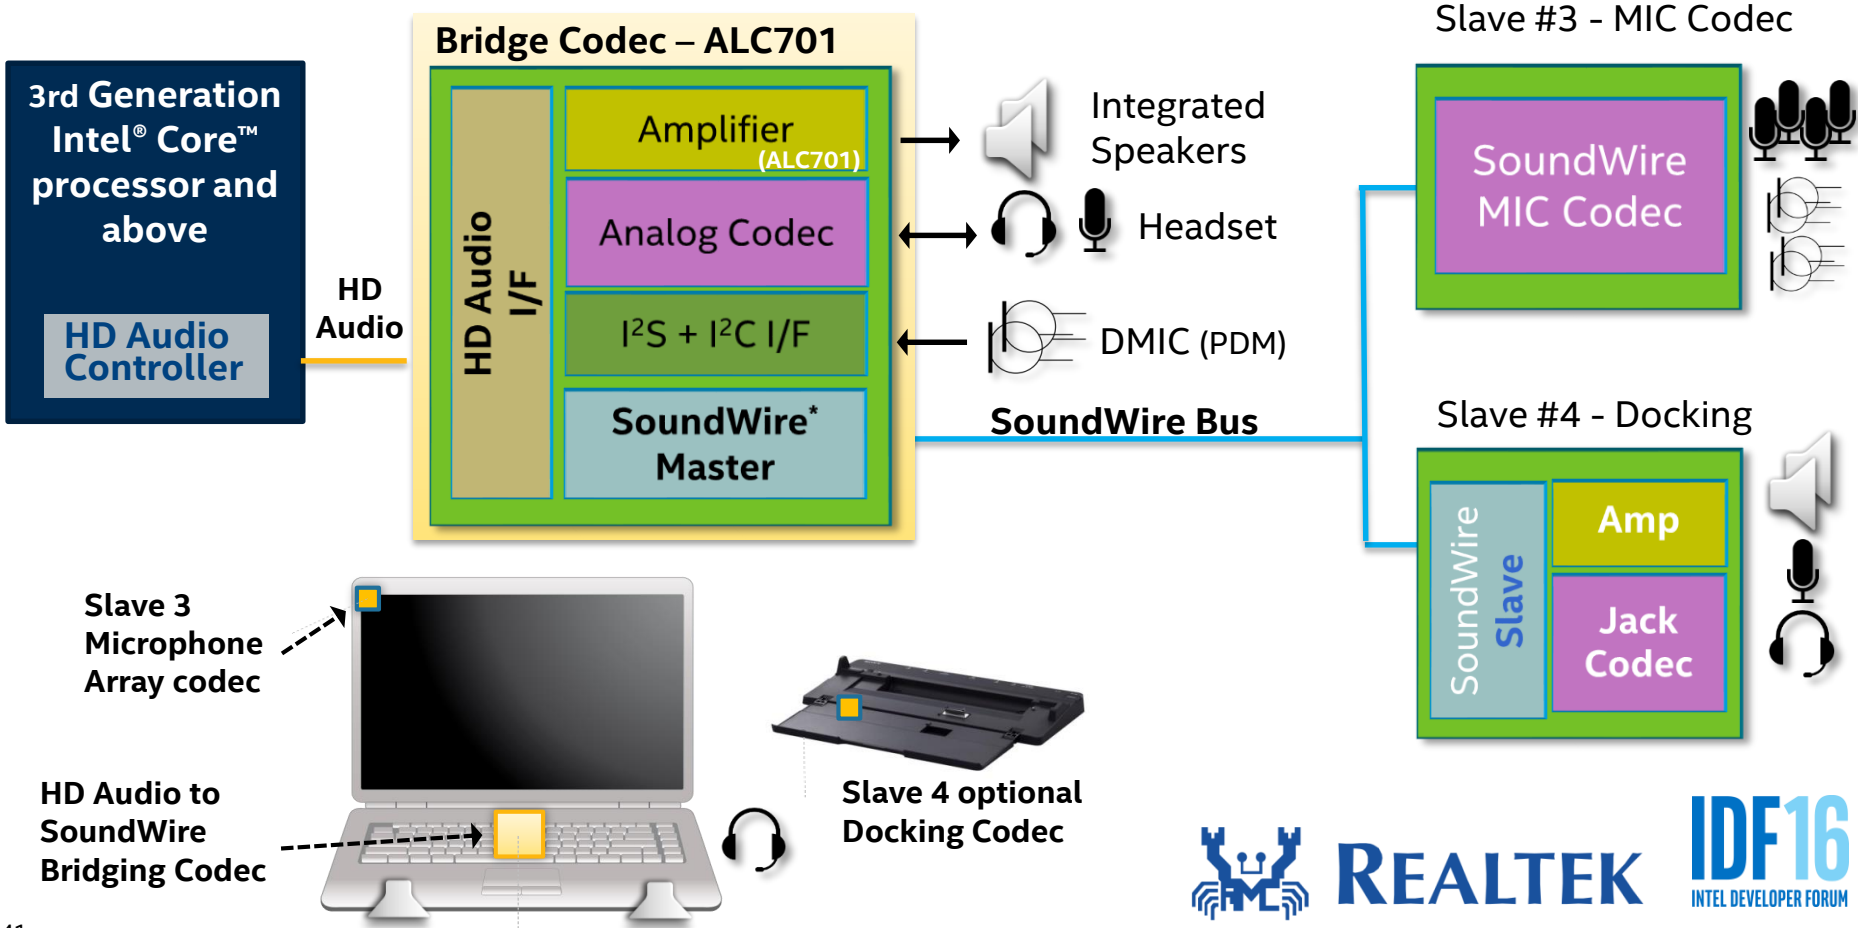 Bridge Codec – ALC701
3rd Generation
Intel® Core™
processor and
above
HD Audio
Controller
HD
Audio
HD Audio
I/F
Amplifier
(ALC701)
Analog Codec
I²S + I²C I/F
SoundWire*
Master
Integrated
Speakers
Headset
DMIC (PDM)
SoundWire Bus
Slave #3 - MIC Codec
SoundWire
MIC Codec
Slave #4 - Docking
SoundWire
Slave
Amp
Jack
Codec
Slave 3
Microphone
Array codec
HD Audio to
SoundWire
Bridging Codec
Slave 4 optional
Docking Codec
REALTEK
IDF16
INTEL DEVELOPER FORUM